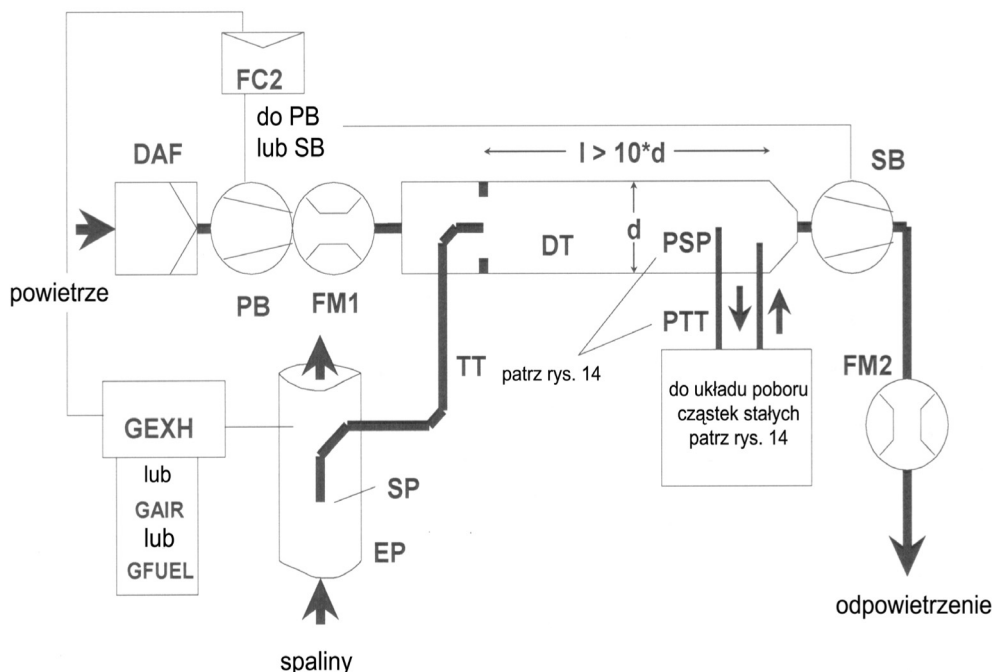 FC2
do PB
lub SB
DAF
l > 10*d
SB
d
DT
PSP
powietrze
PB
FM1
PTT
TT
patrz rys. 14
FM2
do układu poboru
cząstek stałych
patrz rys. 14
GEXH
lub
GAIR
lub
GFUEL
SP
EP
odpowietrzenie
spaliny